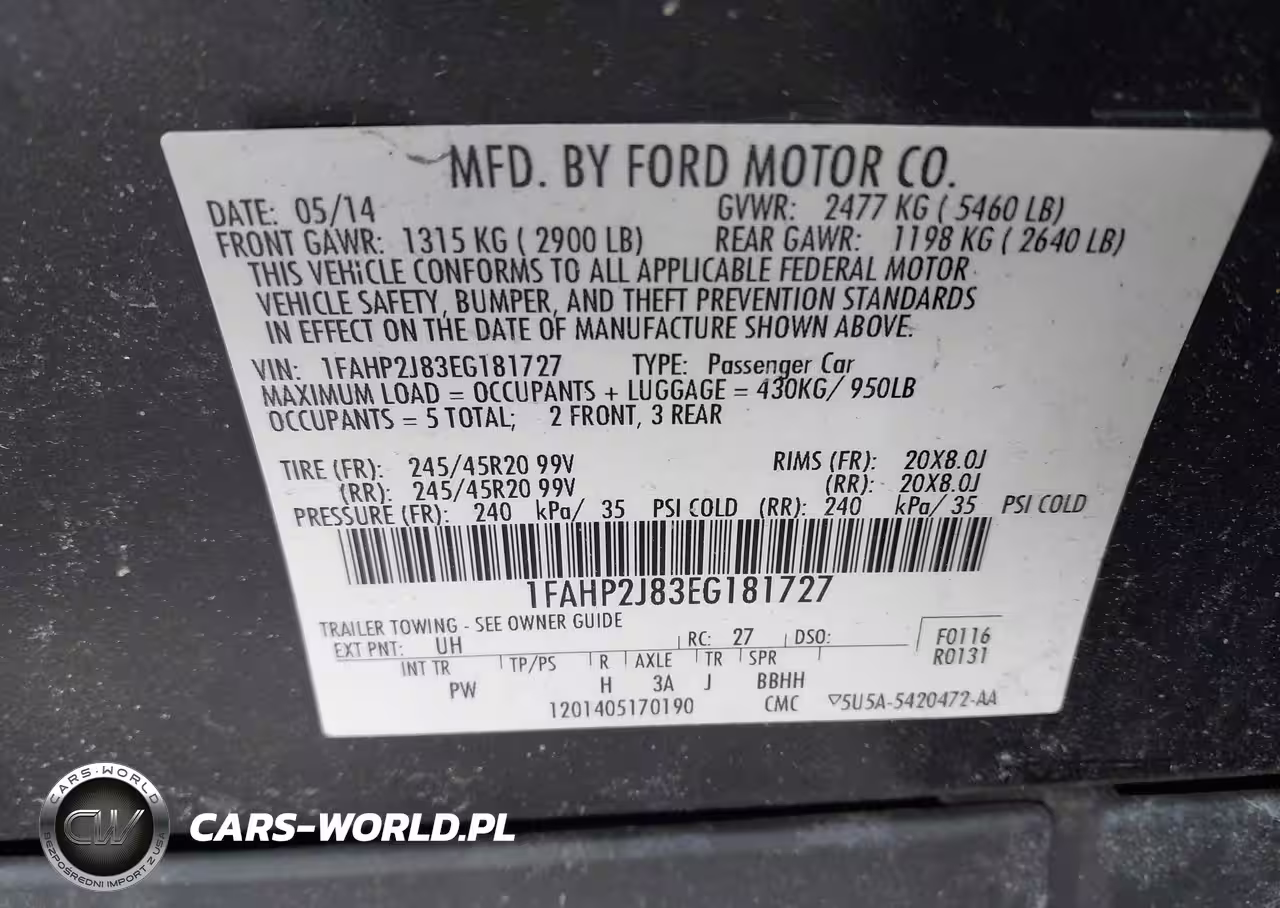 MFD. BY FORD MOTOR CO.
DATE: 05/14 GVWR: 2477 KG ( 5460 LB)
FRONT GAWR: 1315 KG ( 2900 LB) REAR GAWR: 1198 KG ( 2640 LB)
THIS VEHICLE CONFORMS TO ALL APPLICABLE FEDERAL MOTOR
VEHICLE SAFETY, BUMPER, AND THEFT PREVENTION STANDARDS
IN EFFECT ON THE DATE OF MANUFACTURE SHOWN ABOVE.
VIN: 1FAHP2J83EG181727 TYPE: Passenger Car
MAXIMUM LOAD = OCCUPANTS + LUGGAGE = 430KG/ 950LB
OCCUPANTS = 5 TOTAL; 2 FRONT, 3 REAR
TIRE (FR): 245/45R20 99V RIMS (FR): 20X8.0J
(RR): 245/45R20 99V (RR): 20X8.0J
PRESSURE (FR): 240 kPa/ 35 PSI COLD (RR): 240 kPa/ 35 PSI COLD
1FAHP2J83EG181727
TRAILER TOWING - SEE OWNER GUIDE
EXT PNT: UH RC: 27 DSO: F0116
R0131
INT TR TP/PS R AXLE TR SPR
PW H 3A J BBHH
1201405170190 CMC ▽5U5A-5420472-AA
CARS-WORLD
CW
BEZPOŚREDNI IMPORT Z USA
CARS-WORLD.PL